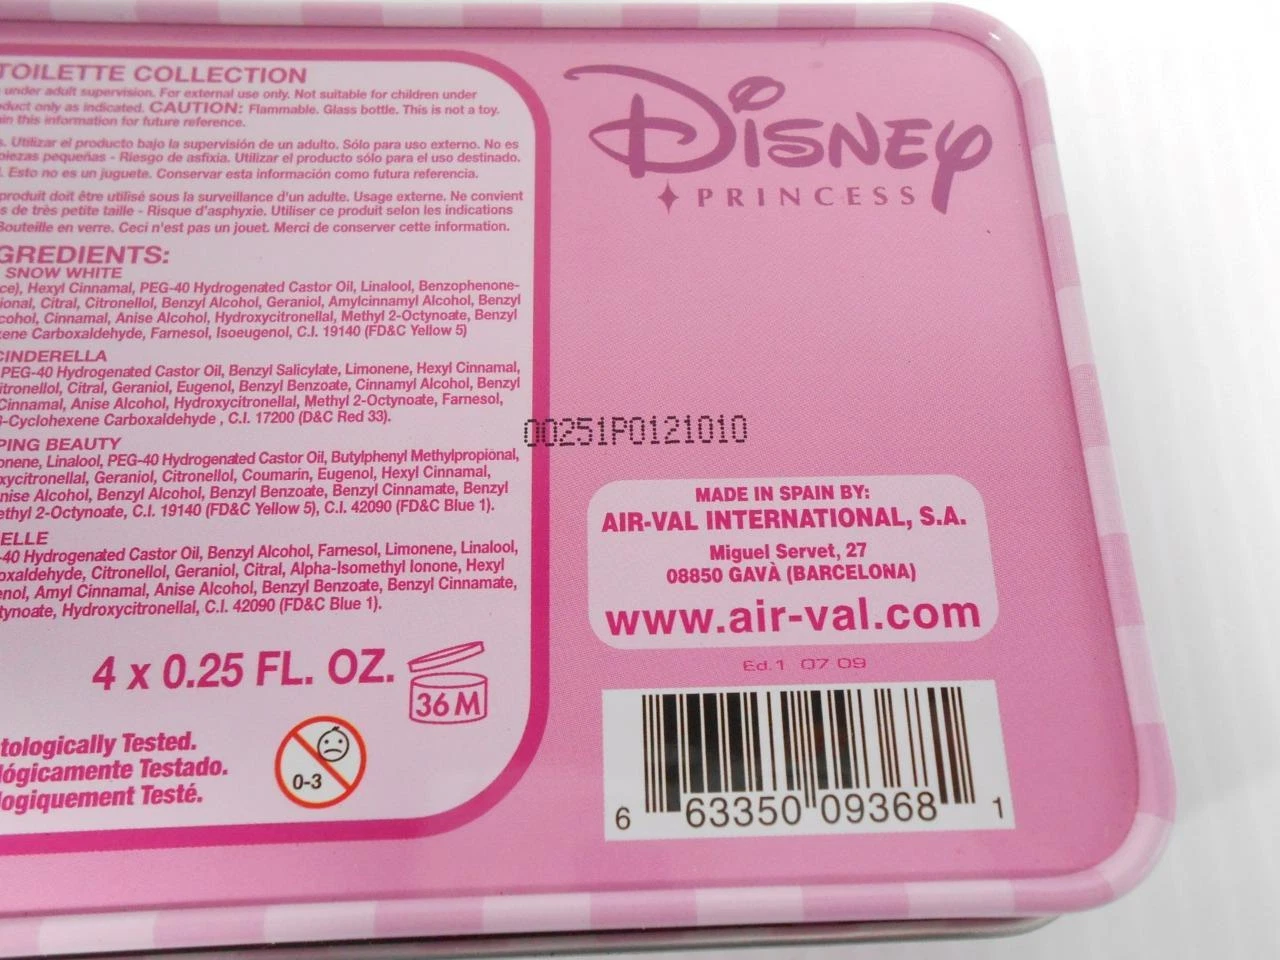 TOILETTE COLLECTION
under adult supervision. For external use only. Not suitable for children under
only as indicated. CAUTION: Flammable. Glass bottle. This is not a toy.
this information for future reference.
Utilizar el producto bajo la supervisión de un adulto. Sólo para uso externo. No es
piezas pequeñas - Riesgo de asfixia. Utilizar el producto sólo para el uso destinado.
Esto no es un juguete. Conservar esta información como futura referencia.
produit doit être utilisé sous la surveillance d'un adulte. Usage externe. Ne convient
de très petite taille - Risque d'asphyxie. Utiliser ce produit selon les indications
Bouteille en verre. Ceci n'est pas un jouet. Merci de conserver cette information.
GREDIENTS:
SNOW WHITE
ce), Hexyl Cinnamal, PEG-40 Hydrogenated Castor Oil, Linalool, Benzophenone-
ional, Citral, Citronellol, Benzyl Alcohol, Geraniol, Amylcinnamyl Alcohol, Benzyl
cohol, Cinnamal, Anise Alcohol, Hydroxycitronellal, Methyl 2-Octynoate, Benzyl
ene Carboxaldehyde, Farnesol, Isoeugenol, C.I. 19140 (FD&C Yellow 5)
CINDERELLA
PEG-40 Hydrogenated Castor Oil, Benzyl Salicylate, Limonene, Hexyl Cinnamal,
itronellol, Citral, Geraniol, Eugenol, Benzyl Benzoate, Cinnamyl Alcohol, Benzyl
Cinnamal, Anise Alcohol, Hydroxycitronellal, Methyl 2-Octynoate, Farnesol,
3-Cyclohexene Carboxaldehyde , C.I. 17200 (D&C Red 33).
PING BEAUTY
onene, Linalool, PEG-40 Hydrogenated Castor Oil, Butylphenyl Methylpropional,
xycitronellal, Geraniol, Citronellol, Coumarin, Eugenol, Hexyl Cinnamal,
nise Alcohol, Benzyl Alcohol, Benzyl Benzoate, Benzyl Cinnamate, Benzyl
ethyl 2-Octynoate, C.I. 19140 (FD&C Yellow 5), C.I. 42090 (FD&C Blue 1).
ELLE
-40 Hydrogenated Castor Oil, Benzyl Alcohol, Farnesol, Limonene, Linalool,
oxaldehyde, Citronellol, Geraniol, Citral, Alpha-Isomethyl Ionone, Hexyl
enol, Amyl Cinnamal, Anise Alcohol, Benzyl Benzoate, Benzyl Cinnamate,
tynoate, Hydroxycitronellal, C.I. 42090 (FD&C Blue 1).
4 x 0.25 FL. OZ.
36 M
tologically Tested.
lógicamente Testado.
logiquement Testé.
0-3
DISNEY
PRINCESS
00251P0121010
MADE IN SPAIN BY:
AIR-VAL INTERNATIONAL, S.A.
Miguel Servet, 27
08850 GAVÀ (BARCELONA)
www.air-val.com
Ed.1 07 09
6 63350 09368 1